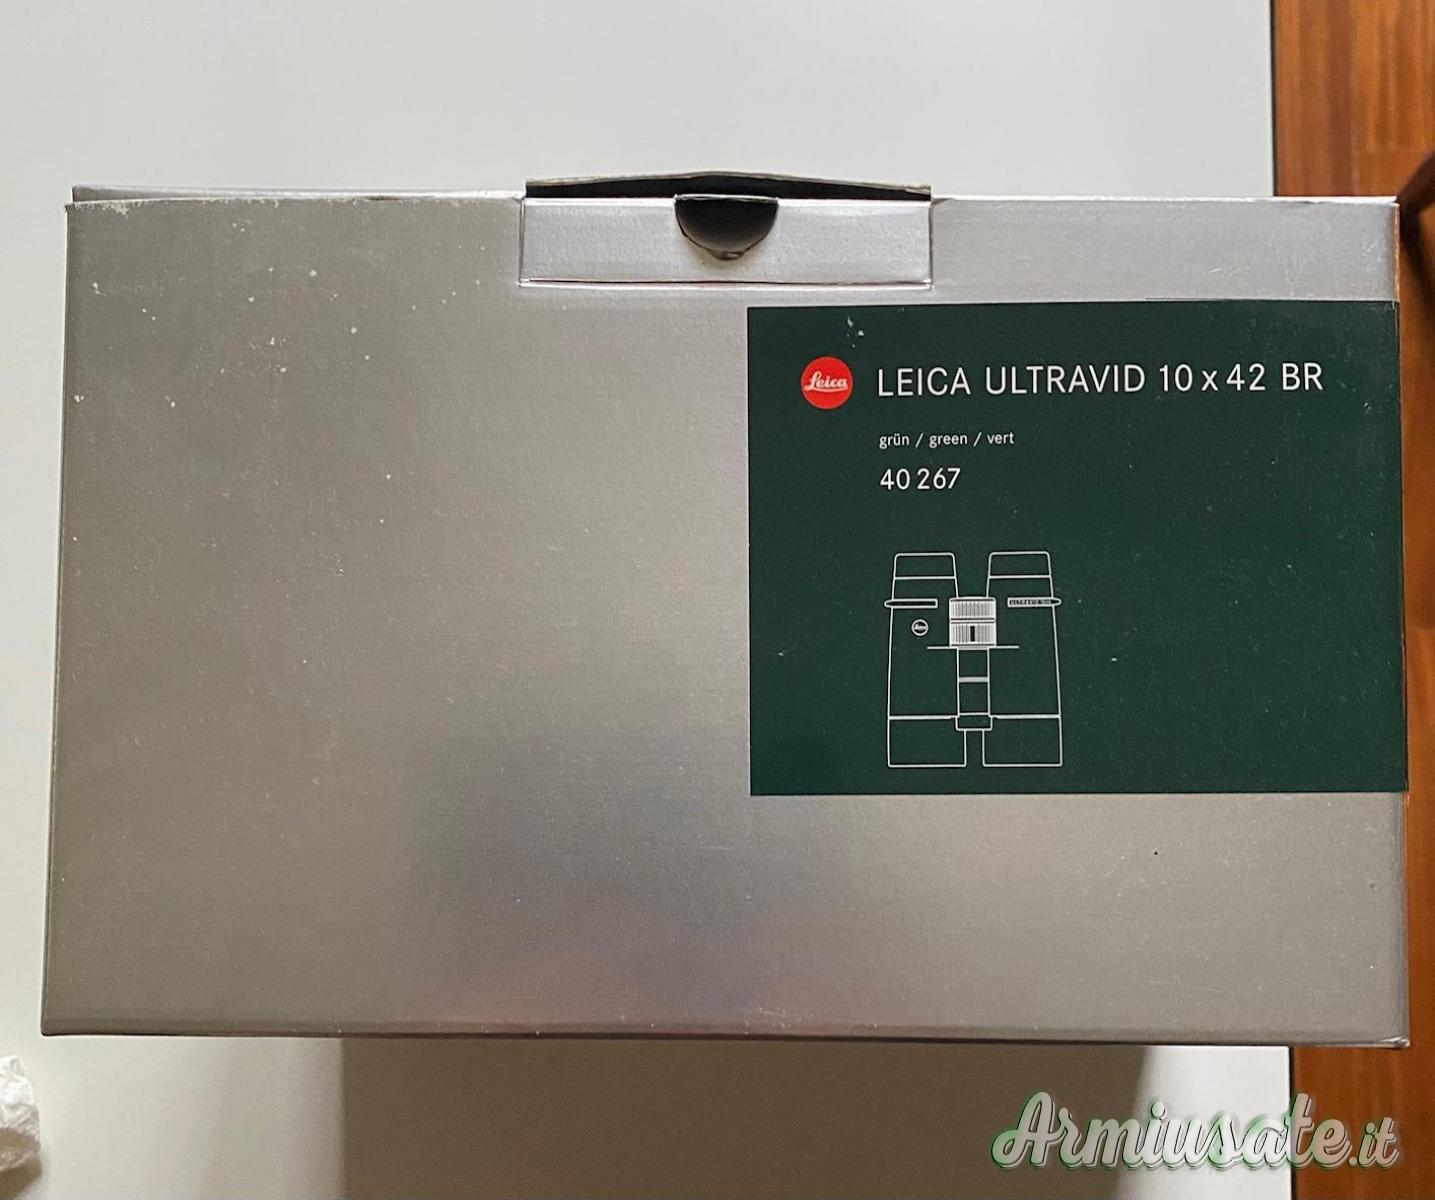 Leica
LEICA ULTRAVID 10 x 42 BR
grün / green / vert
40 267
Armiusate.it